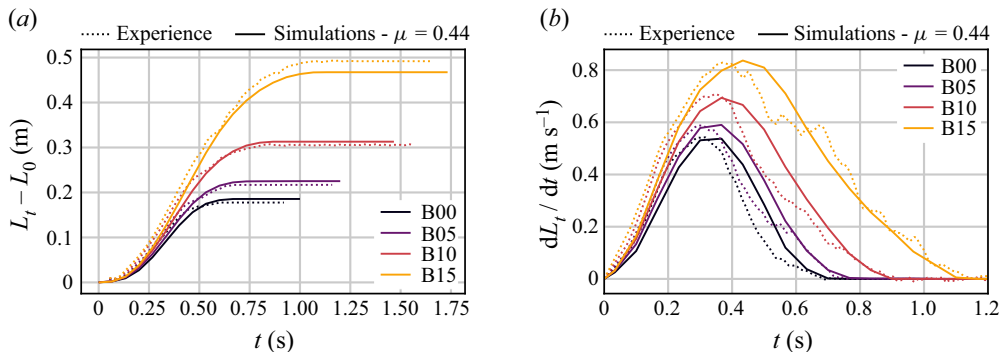 (a)
Experience Simulations - μ = 0.44
0.5
0.4
0.3
0.2
0.1
0
L_t – L_0 (m)
B00
B05
B10
B15
0 0.25 0.50 0.75 1.00 1.25 1.50 1.75
t (s)
(b)
Experience Simulations - μ = 0.44
0.8
0.6
0.4
0.2
0
dL_t / dt (m s⁻¹)
B00
B05
B10
B15
0 0.2 0.4 0.6 0.8 1.0 1.2
t (s)